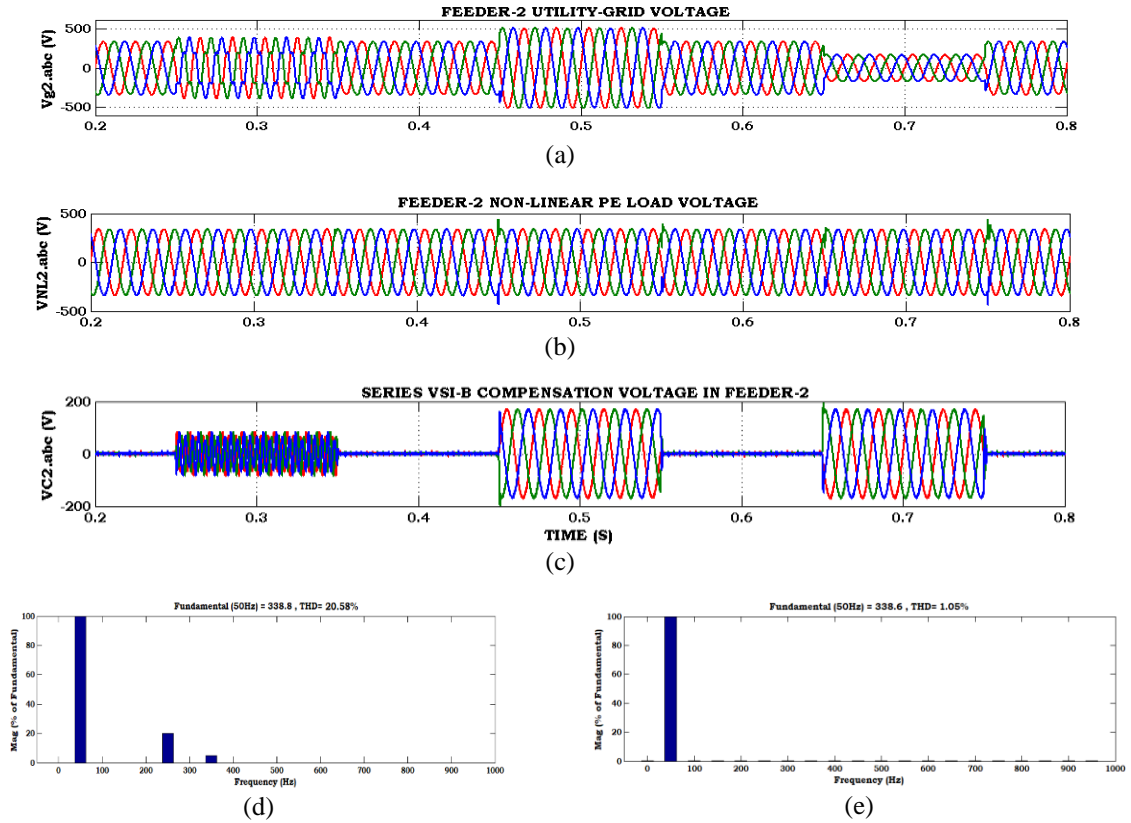 FEEDER-2 UTILITY-GRID VOLTAGE
Vg2.abc (V)
500
0
-500
0.2 0.3 0.4 0.5 0.6 0.7 0.8
(a)
FEEDER-2 NON-LINEAR PE LOAD VOLTAGE
VNL2.abc (V)
500
0
-500
0.2 0.3 0.4 0.5 0.6 0.7 0.8
(b)
SERIES VSI-B COMPENSATION VOLTAGE IN FEEDER-2
VC2.abc (V)
200
0
-200
0.2 0.3 0.4 0.5 0.6 0.7 0.8
TIME (S)
(c)
Fundamental (50Hz) = 338.8 , THD= 20.58%
Mag (% of Fundamental)
100
80
60
40
20
0
0 100 200 300 400 500 600 700 800 900 1000
Frequency (Hz)
(d)
Fundamental (50Hz) = 338.6 , THD= 1.05%
Mag (% of Fundamental)
100
80
60
40
20
0
0 100 200 300 400 500 600 700 800 900 1000
Frequency (Hz)
(e)